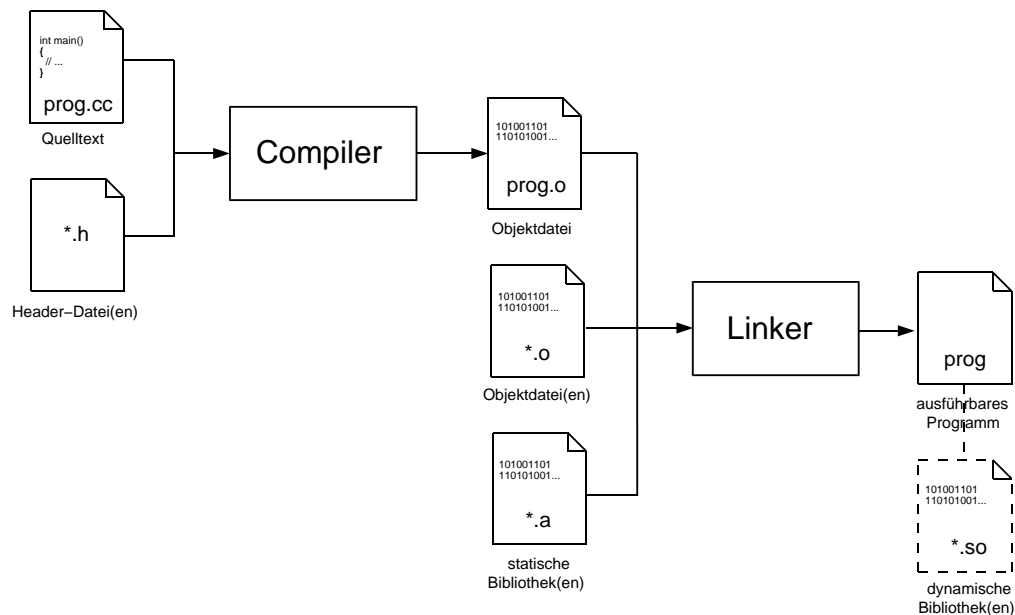 int main()
{
// ...
}
prog.cc
Quelltext
*.h
Header–Datei(en)
Compiler
101001101
110101001...
prog.o
Objektdatei
101001101
110101001...
*.o
Objektdatei(en)
101001101
110101001...
*.a
statische
Bibliothek(en)
Linker
prog
ausführbares
Programm
101001101
110101001...
*.so
dynamische
Bibliothek(en)